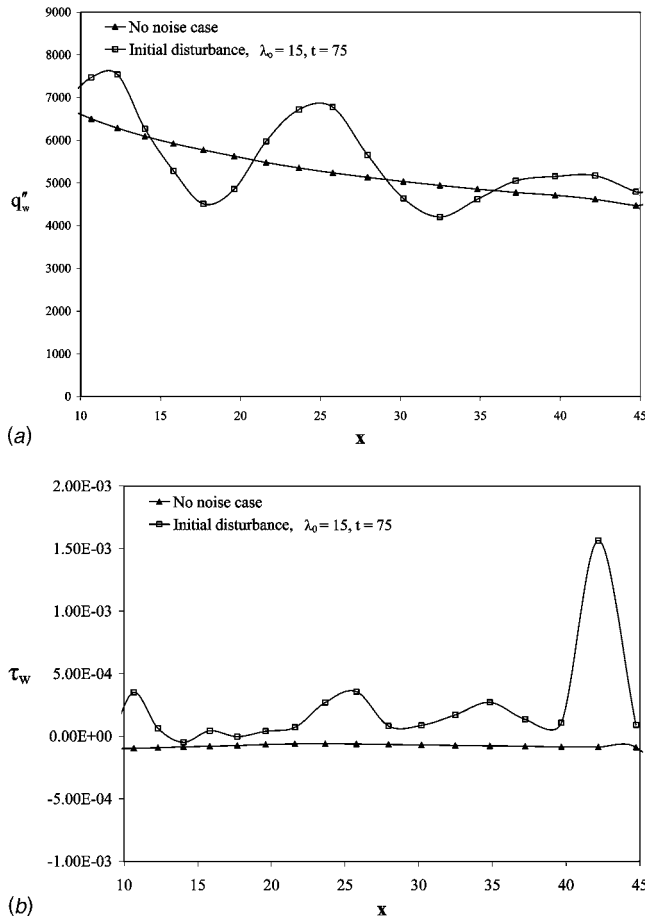 9000
No noise case
Initial disturbance, λₒ = 15, t = 75
8000
7000
6000
5000
q″w
4000
3000
2000
1000
0
10 15 20 25 30 35 40 45
(a)
x
2.00E-03
No noise case
Initial disturbance, λ₀ = 15, t = 75
1.50E-03
1.00E-03
τw
5.00E-04
0.00E+00
-5.00E-04
-1.00E-03
10 15 20 25 30 35 40 45
(b)
x